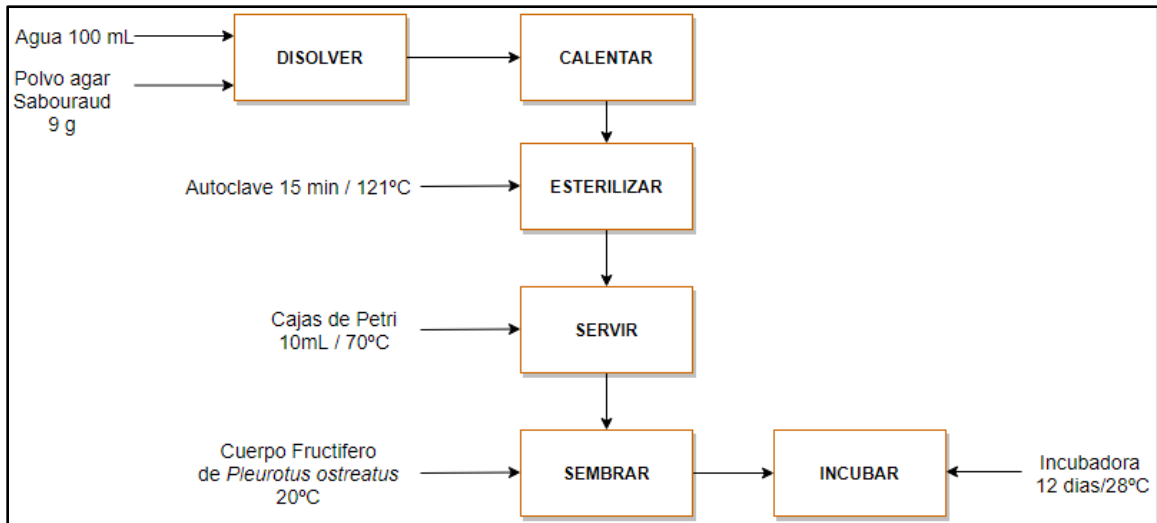 Agua 100 mL
Polvo agar
Sabouraud
9 g
DISOLVER
CALENTAR
Autoclave 15 min / 121ºC
ESTERILIZAR
Cajas de Petri
10mL / 70ºC
SERVIR
Cuerpo Fructifero
de Pleurotus ostreatus
20ºC
SEMBRAR
INCUBAR
Incubadora
12 dias/28ºC